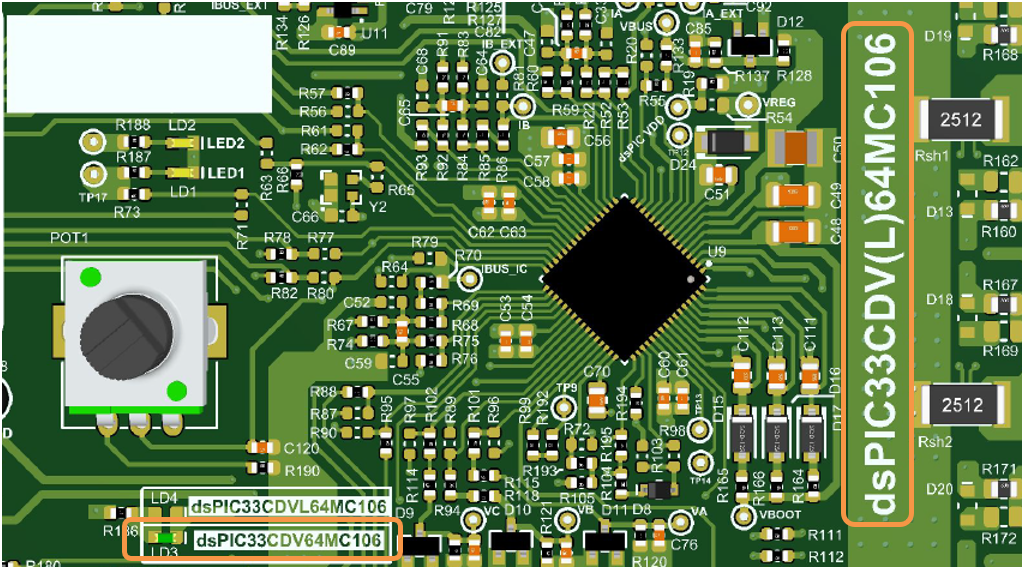 IBUS_EXT
R134
R126
U11
C89
C79
R125
R127
C82
IB_EXT
IA
VBUS
IA_EXT
C92
D12
D19
R168
C68
R91
R83
C64
R81
R60
C47
C33
R20
R133
C85
R19
R137
R128
R57
R56
R61
R62
C65
R59
R22
R52
R53
R55
IB
C56
dsPIC VDD
TP12
VREG
R54
2512
Rsh1
R188
LD2
LED2
R187
LED1
LD1
TP17
R73
R63
R66
R71
C66
Y2
R65
R93
R92
R84
R85
R86
C57
C58
C62
C63
D24
C51
C50
C49
C48
R162
D13
R160
dsPIC33CDV(L)64MC106
POT1
R78
R77
R82
R80
R79
R70
IBUS_IC
R64
C52
R69
R67
R68
R74
R75
C59
R76
C55
C53
C54
U9
C112
C113
C111
D16
D17
D15
D18
R167
R169
2512
Rsh2
R88
R87
R90
R95
R97
R102
R89
R101
R96
R99
R192
TP9
C70
R194
C60
C61
TP13
R98
R72
R195
R103
TP14
C120
R190
R114
R115
R118
R193
R105
R104
R165
R166
R164
R171
D20
R172
LD4
dsPIC33CDVL64MC106
R186
dsPIC33CDV64MC106
LD3
R180
D9
R94
VC
D10
R121
VB
D11
D8
VA
C76
R120
VBOOT
R111
R112